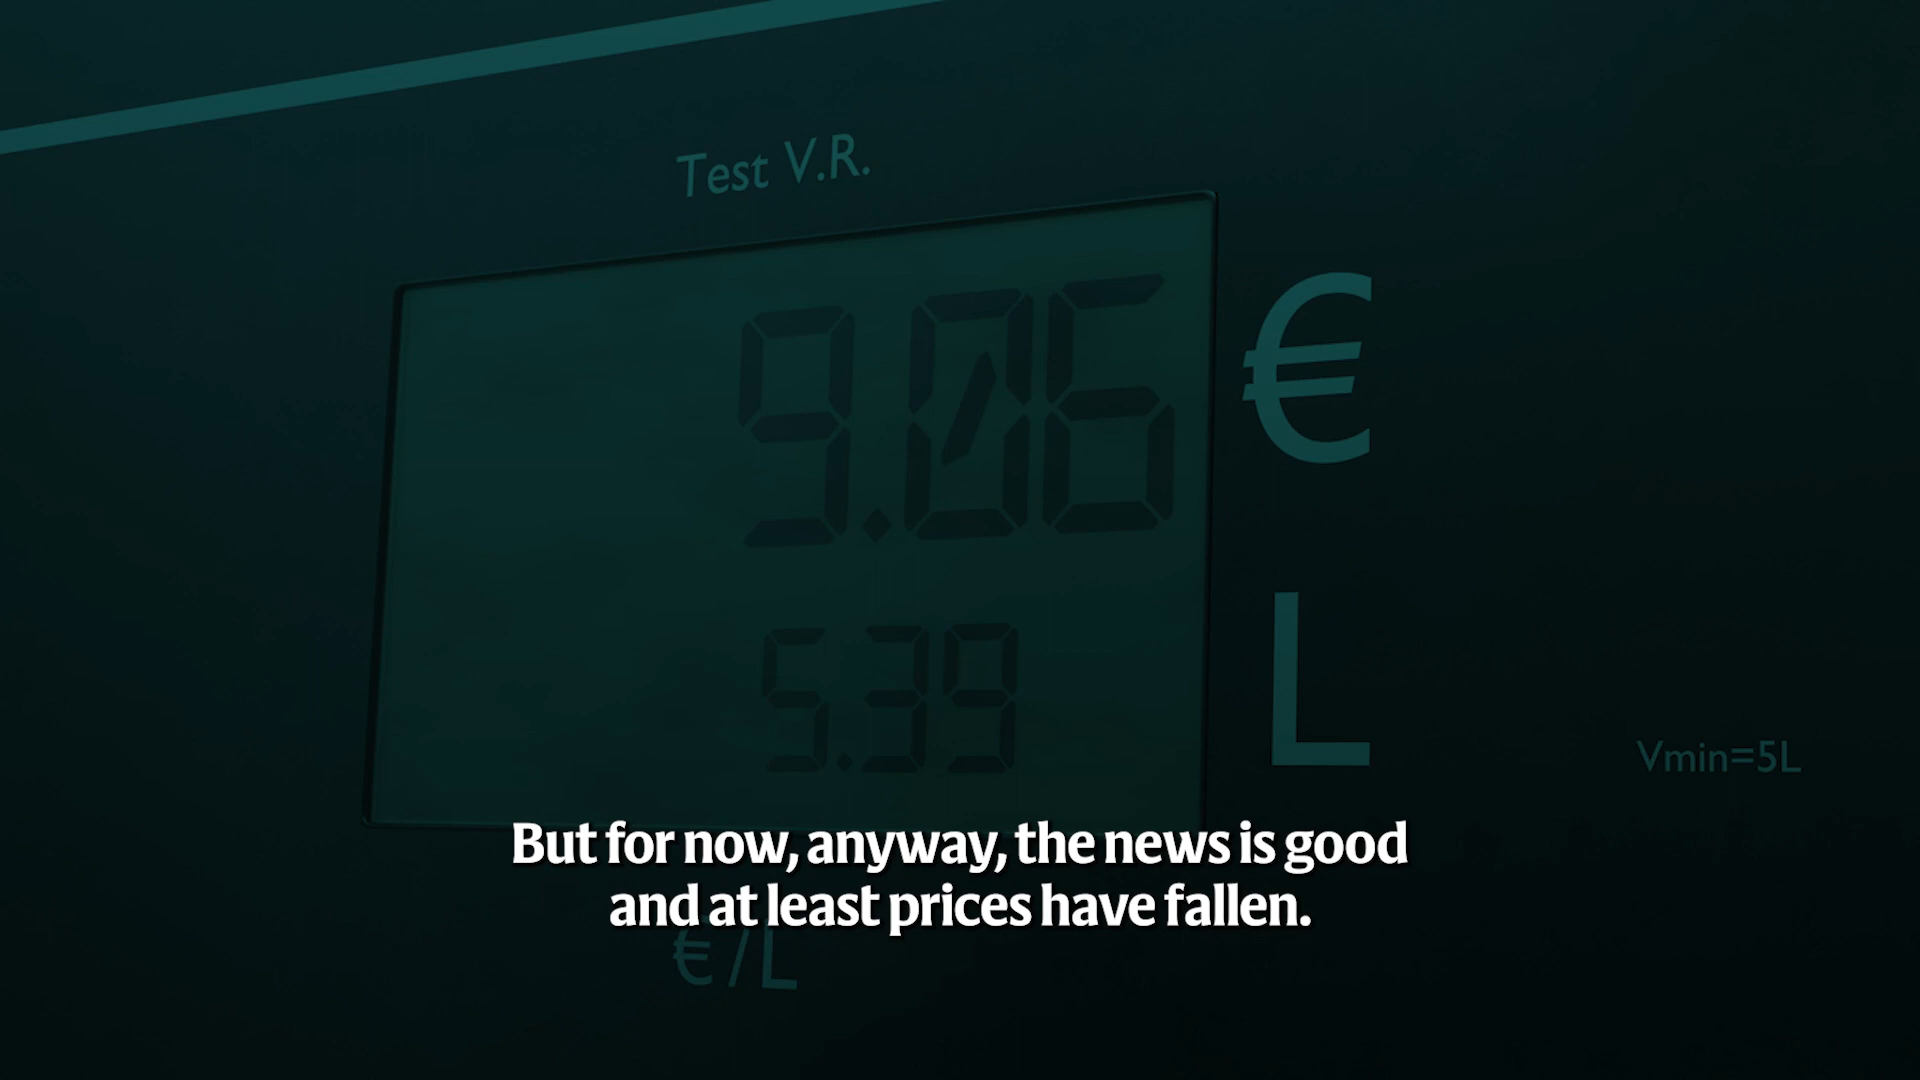 Test V.R.
9.06 €
5.39 L
Vmin=5L
But for now, anyway, the news is good
and at least prices have fallen.
€/L